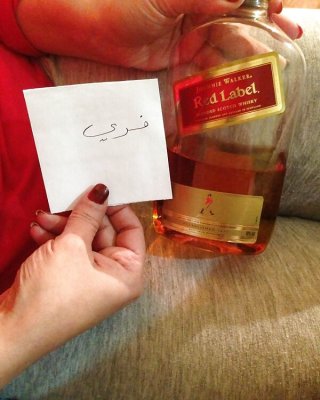 فري
JOHNNIE WALKER
Red Label
BLENDED SCOTCH WHISKY